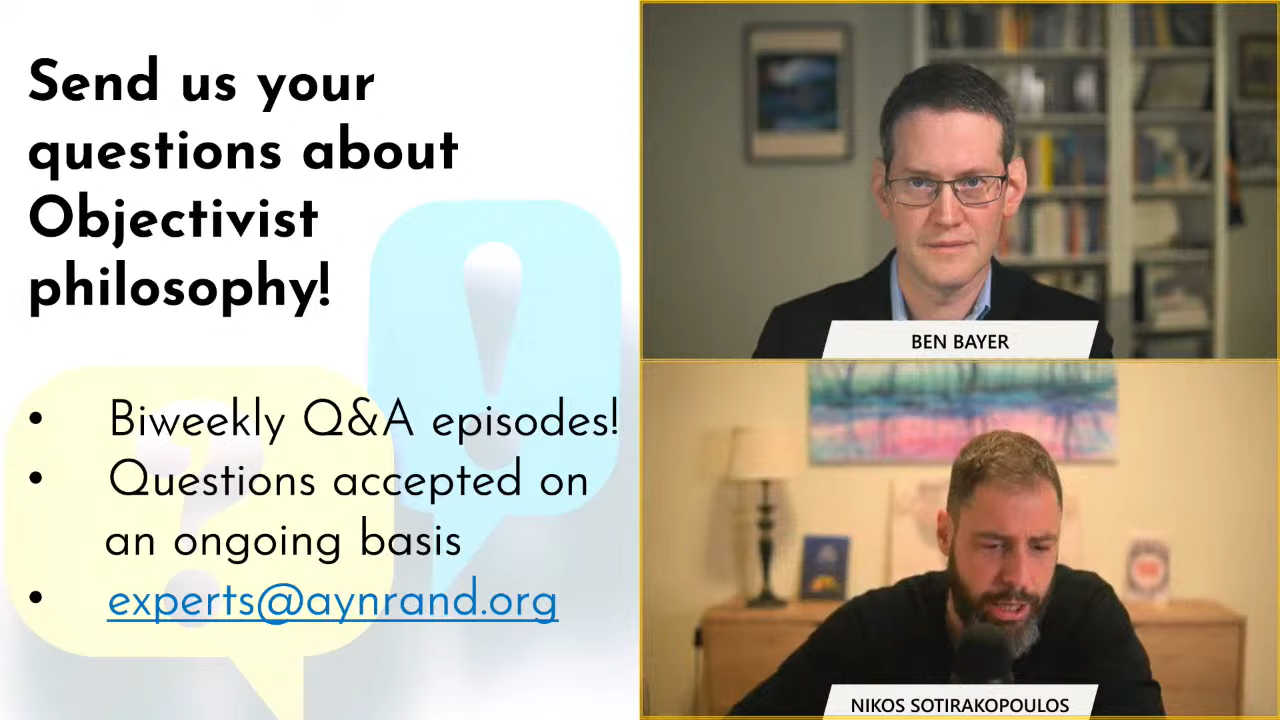 Send us your
questions about
Objectivist
philosophy!
• Biweekly Q&A episodes!
• Questions accepted on
an ongoing basis
• experts@aynrand.org
BEN BAYER
NIKOS SOTIRAKOPOULOS